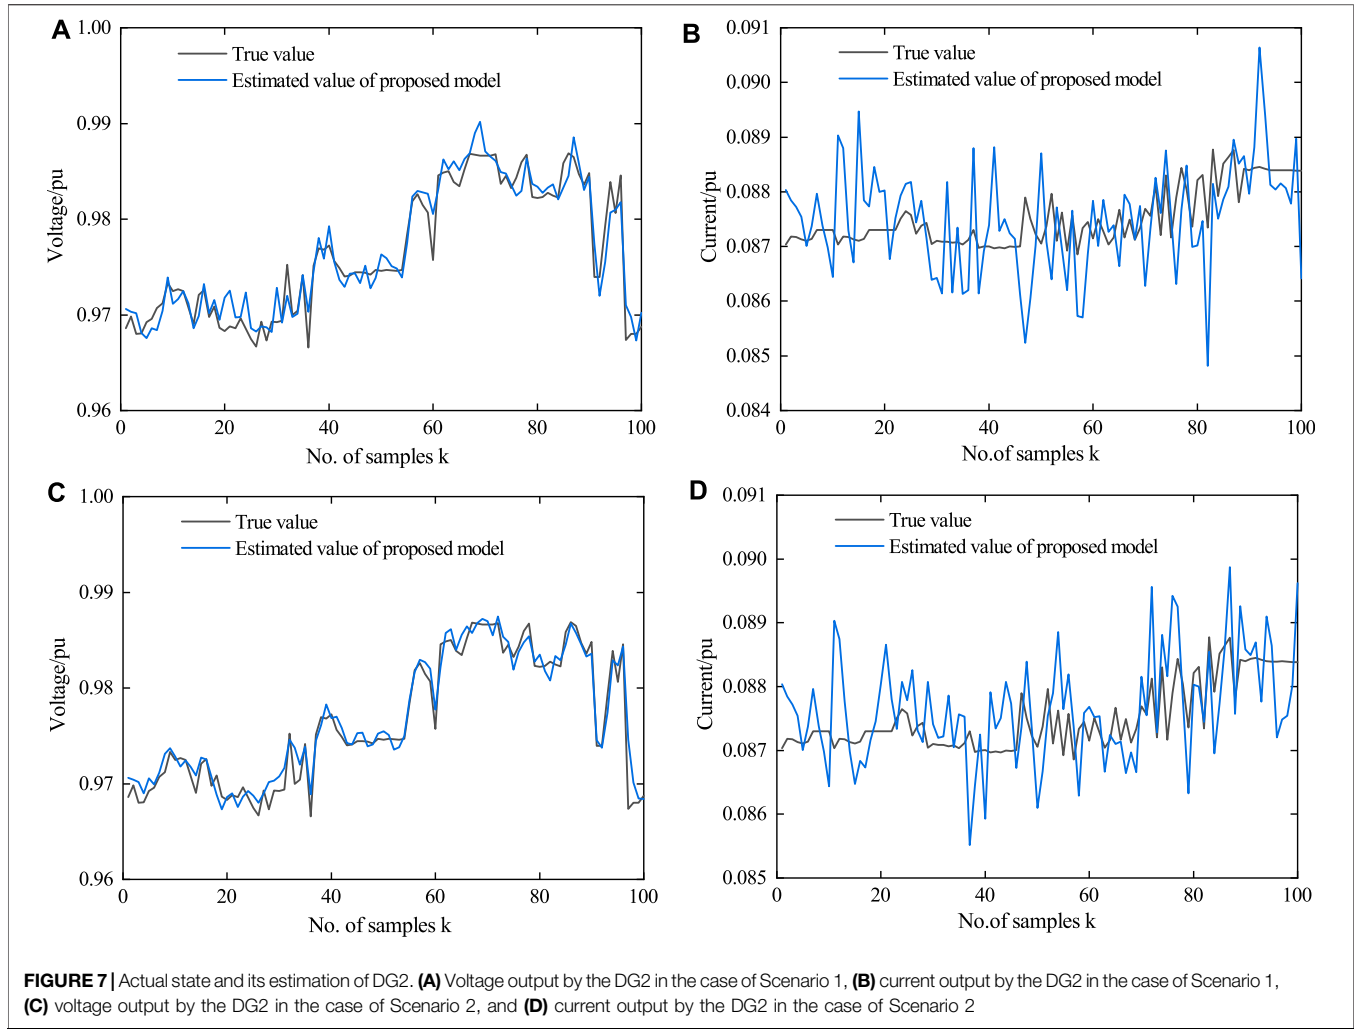 A
1.00
0.99
0.98
0.97
0.96
Voltage/pu
True value
Estimated value of proposed model
0 20 40 60 80 100
No. of samples k
B
0.091
0.090
0.089
0.088
0.087
0.086
0.085
0.084
Current/pu
True value
Estimated value of proposed model
0 20 40 60 80 100
No.of samples k
C
1.00
0.99
0.98
0.97
0.96
Voltage/pu
True value
Estimated value of proposed model
0 20 40 60 80 100
No. of samples k
D
0.091
0.090
0.089
0.088
0.087
0.086
0.085
Current/pu
True value
Estimated value of proposed model
0 20 40 60 80 100
No.of samples k
FIGURE 7 | Actual state and its estimation of DG2. (A) Voltage output by the DG2 in the case of Scenario 1, (B) current output by the DG2 in the case of Scenario 1,
(C) voltage output by the DG2 in the case of Scenario 2, and (D) current output by the DG2 in the case of Scenario 2